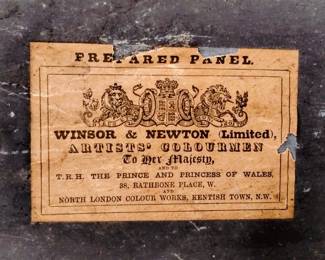 PREPARED PANEL.
WINSOR & NEWTON (Limited),
ARTISTS' COLOURMEN
To Her Majesty,
AND TO
T.R.H. THE PRINCE AND PRINCESS OF WALES,
38, RATHBONE PLACE, W.
AND
NORTH LONDON COLOUR WORKS, KENTISH TOWN, N.W.